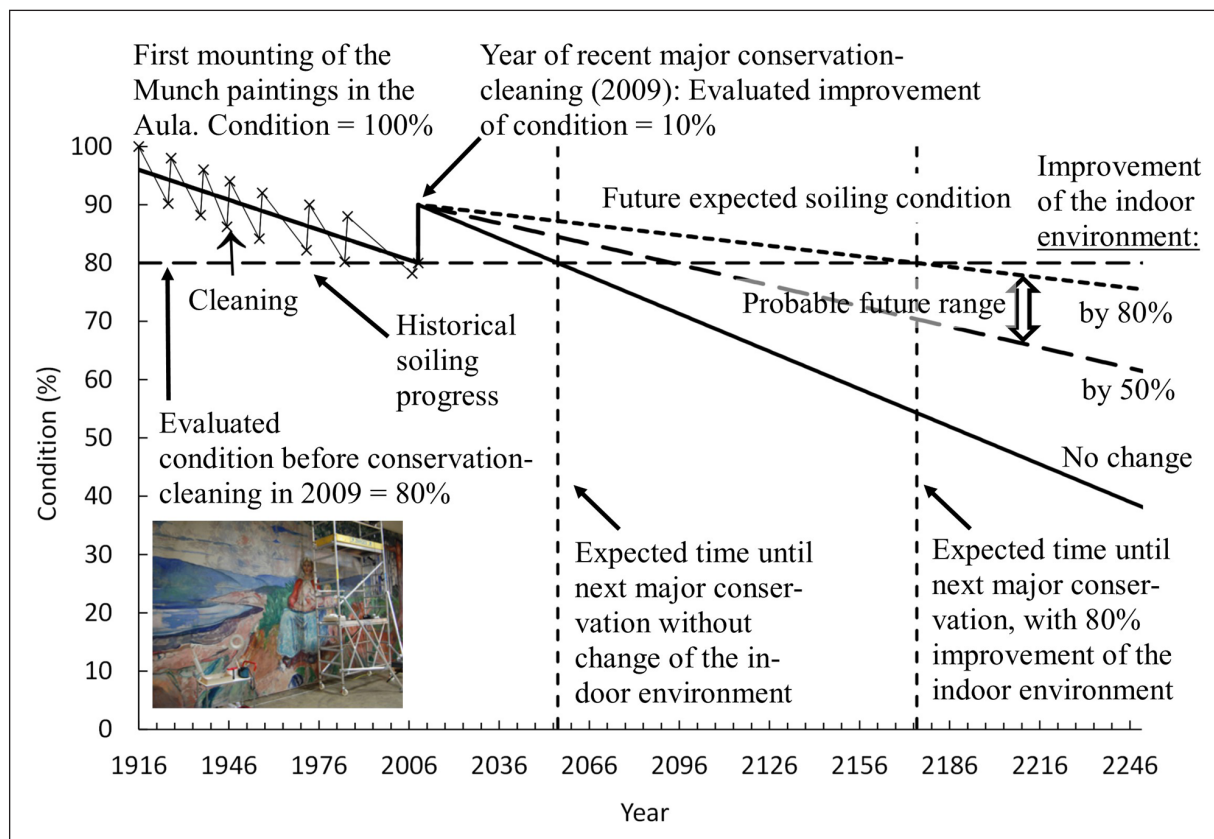 First mounting of the
Munch paintings in the
Aula. Condition = 100%
Year of recent major conservation-
cleaning (2009): Evaluated improvement
of condition = 10%
Improvement
of the indoor
environment:
Future expected soiling condition
Probable future range
by 80%
by 50%
No change
Cleaning
Historical
soiling
progress
Evaluated
condition before conservation-
cleaning in 2009 = 80%
Expected time until
next major conser-
vation without
change of the in-
door environment
Expected time until
next major conser-
vation, with 80%
improvement of the
indoor environment
Condition (%)
100
90
80
70
60
50
40
30
20
10
0
1916 1946 1976 2006 2036 2066 2096 2126 2156 2186 2216 2246
Year